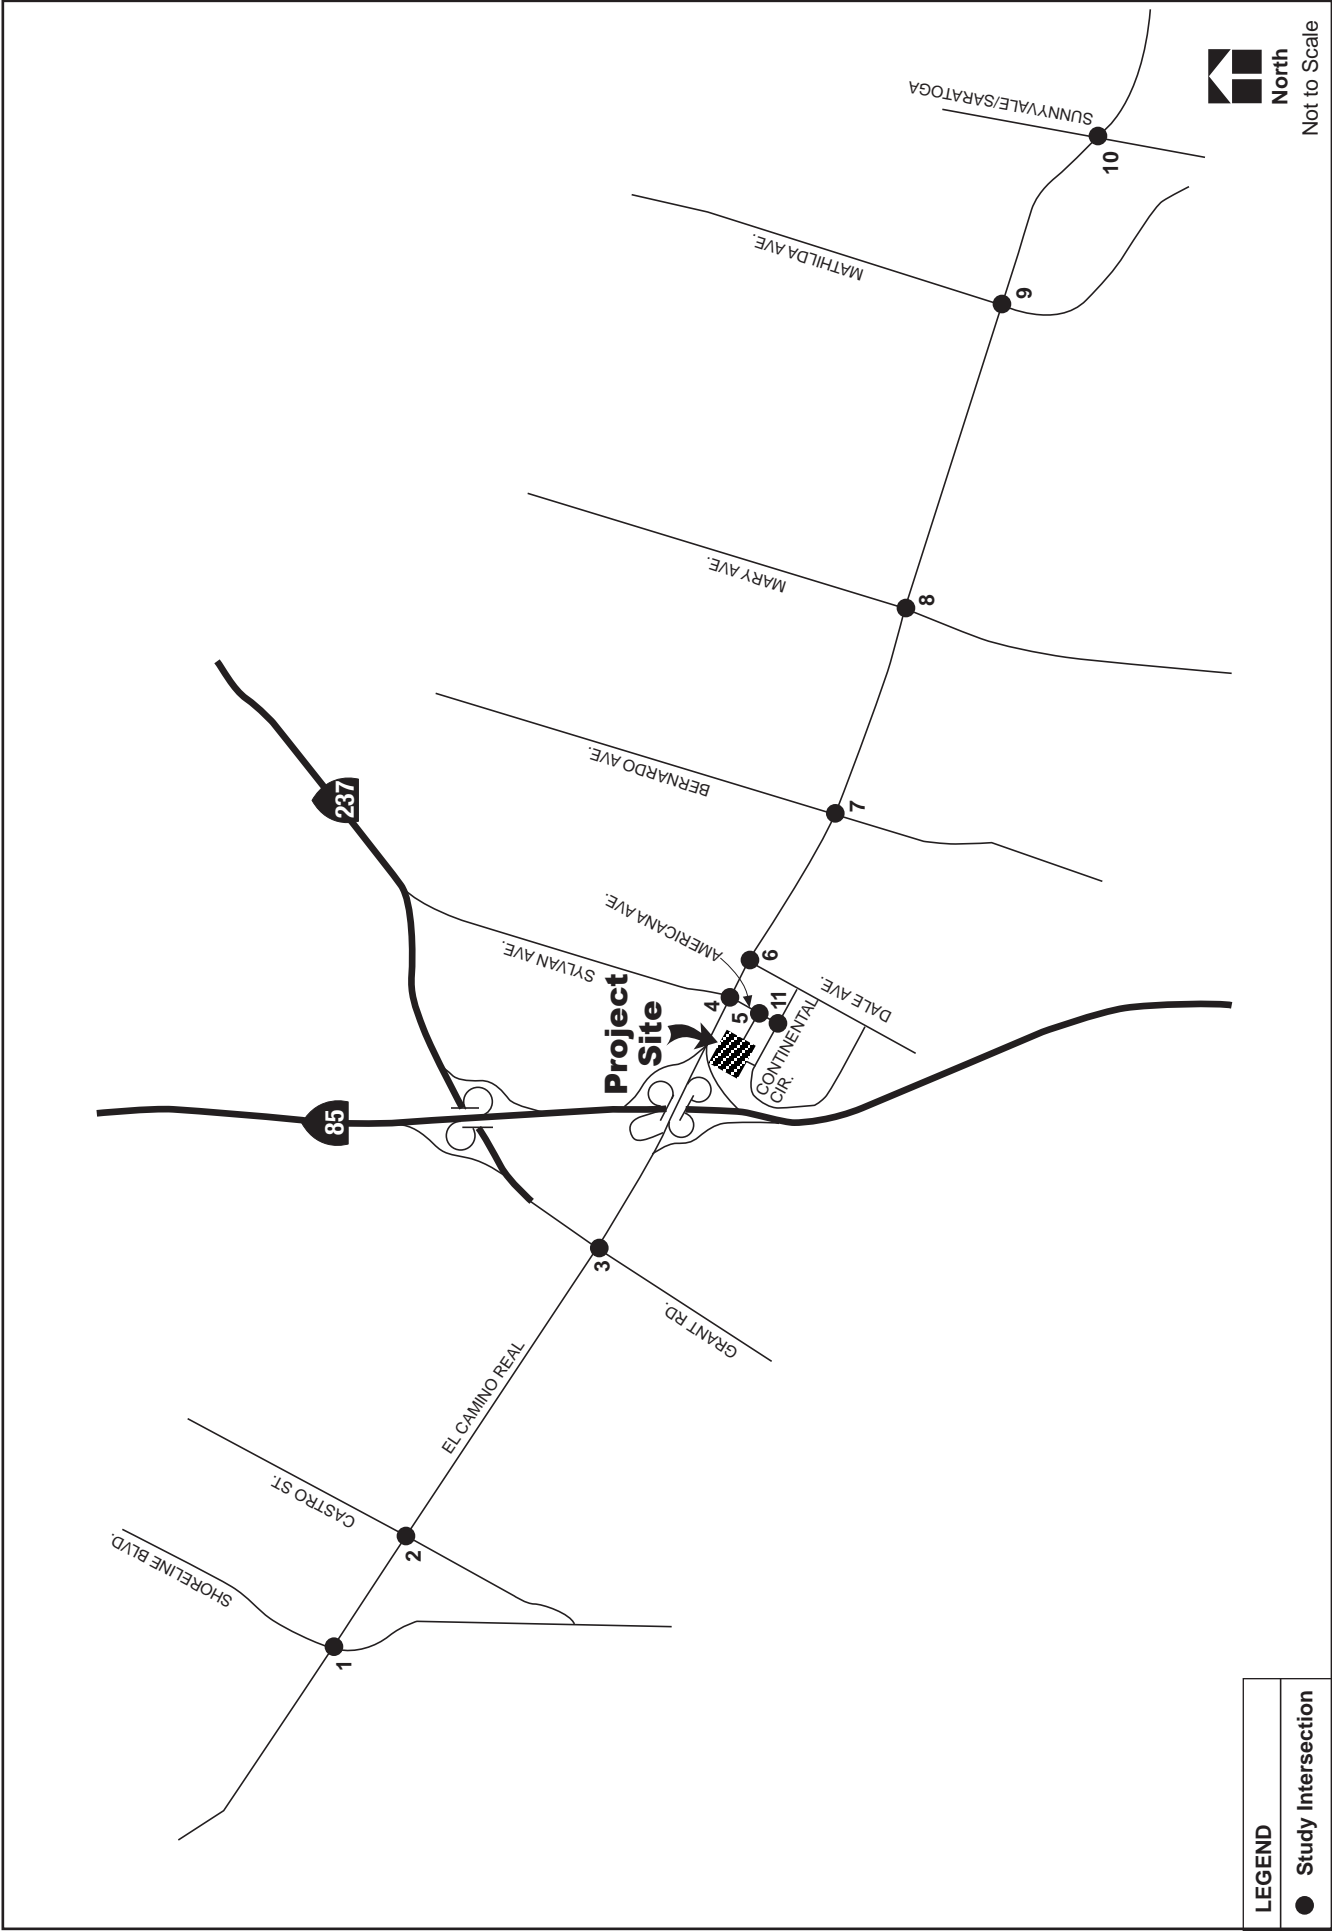 SHORELINE BLVD.
CASTRO ST.
EL CAMINO REAL
GRANT RD.
85
237
SYLVAN AVE.
AMERICANA AVE.
Project
Site
CONTINENTAL
CIR.
DALE AVE.
BERNARDO AVE.
MARY AVE.
MATHILDA AVE.
SUNNYVALE/SARATOGA
1
2
3
4
5
6
7
8
9
10
11
North
Not to Scale
LEGEND
Study Intersection